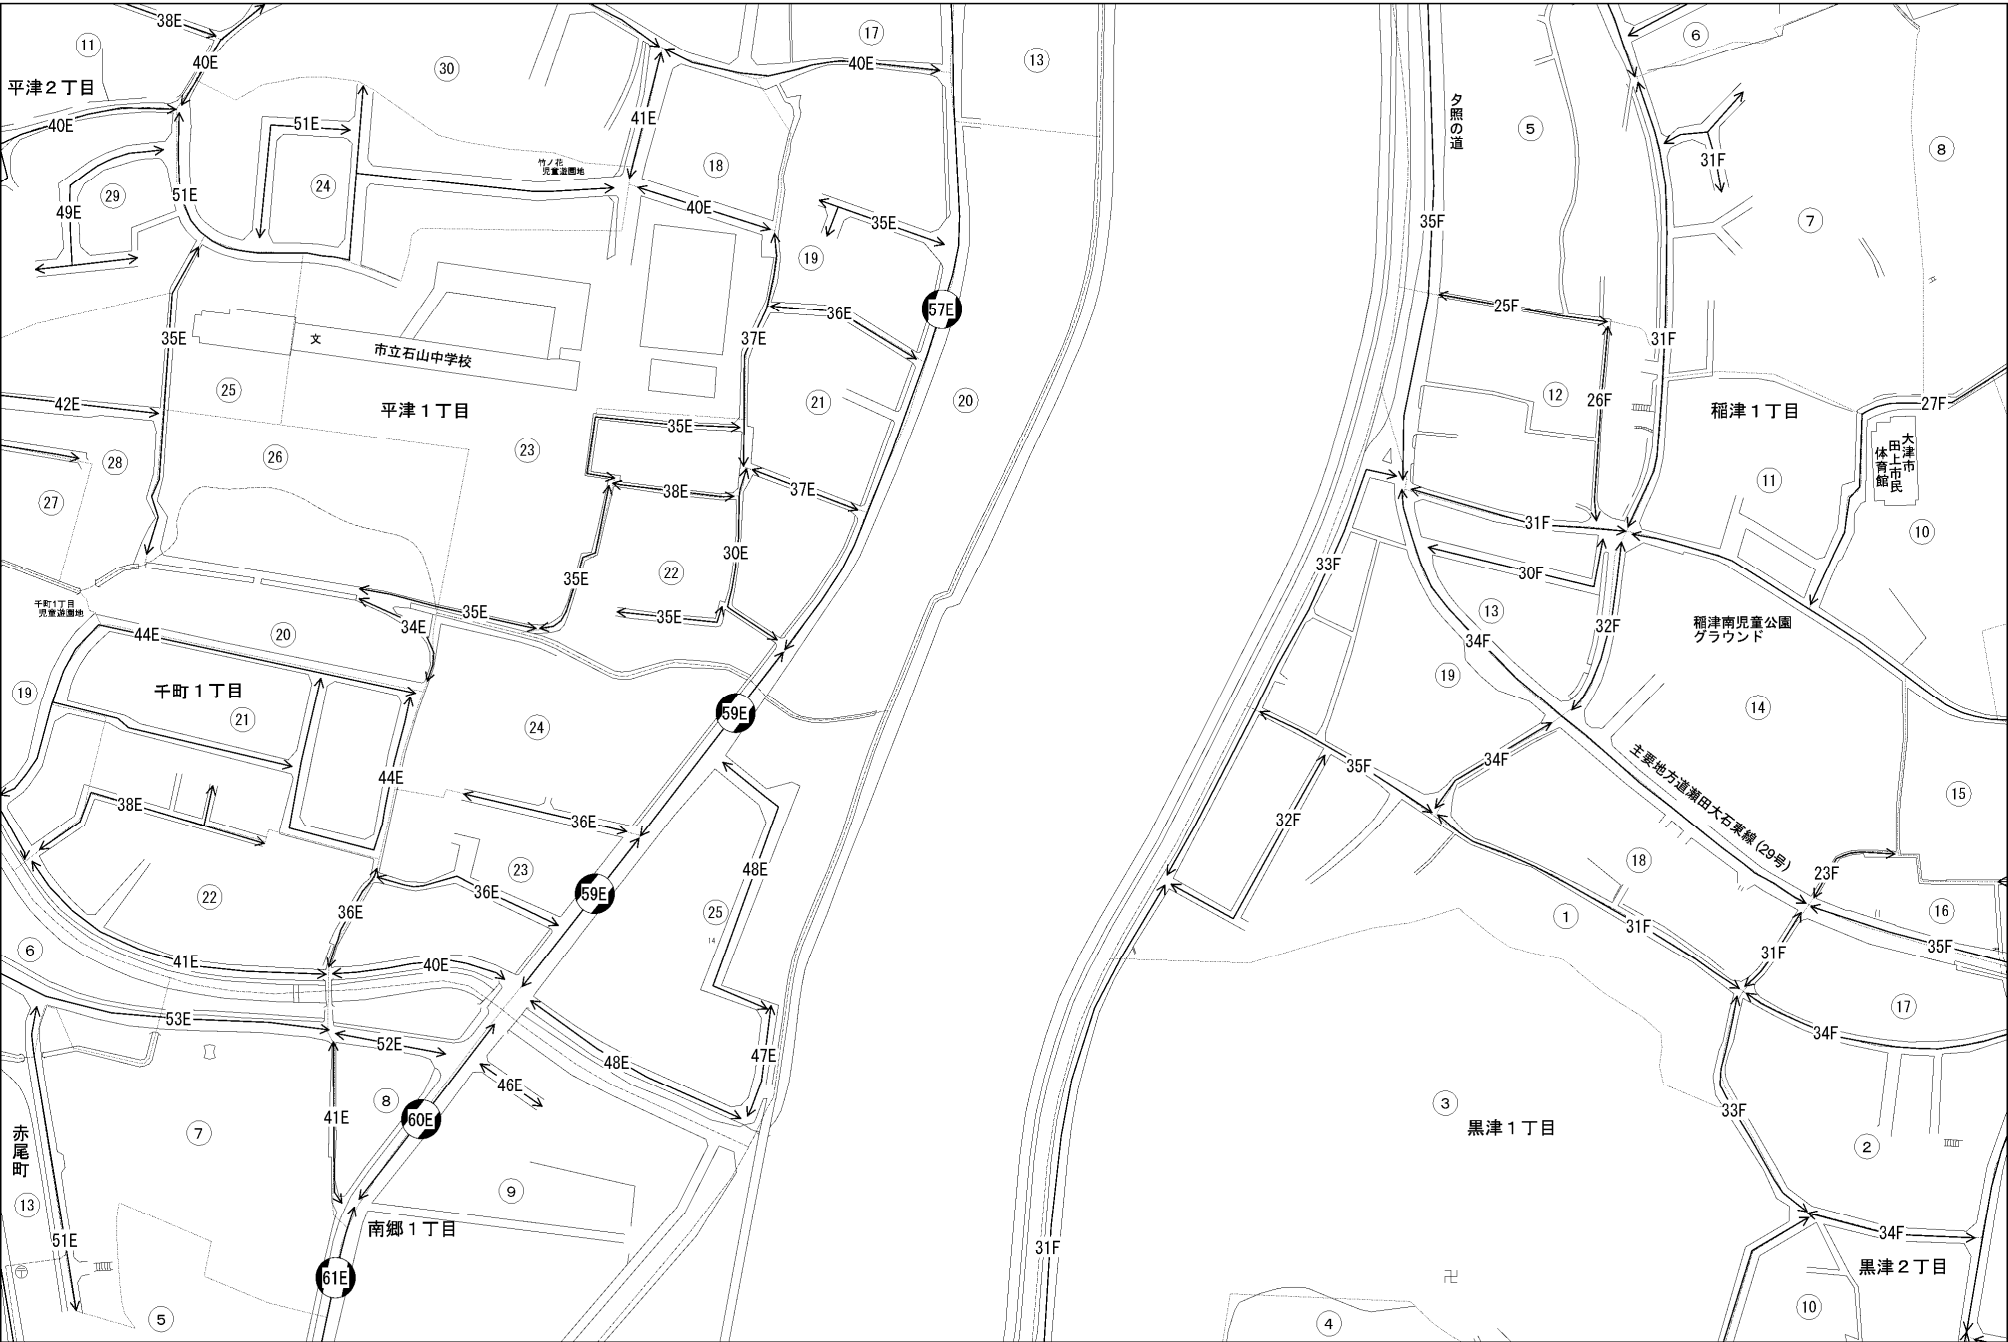 38E
11
40E
30
17
40E
13
6
平津2丁目
40E
51E
41E
夕照の道
5
31F
8
竹ノ花
児童遊園地
18
24
29
51E
49E
40E
35E
35F
7
19
57E
36E
25F
35E
37E
31F
文
市立石山中学校
25
42E
平津1丁目
21
20
12
26F
稲津1丁目
27F
35E
大津市
田上市民
体育館
28
26
23
27
38E
37E
11
10
31F
30E
33F
35E
22
30F
千町1丁目
児童遊園地
35E
34E
35E
13
稲津南児童公園
グラウンド
44E
20
32F
34F
19
千町1丁目
21
19
14
59E
24
主要地方道瀬田大石東線(29号)
44E
34F
35F
38E
36E
32F
15
23
48E
18
23F
59E
22
36E
36E
25
14
1
16
31F
35F
6
41E
40E
31F
17
53E
52E
48E
47E
34F
46E
8
60E
41E
7
3
黒津1丁目
33F
2
赤尾町
9
13
南郷1丁目
51E
31F
34F
61E
卍
黒津2丁目
5
4
10